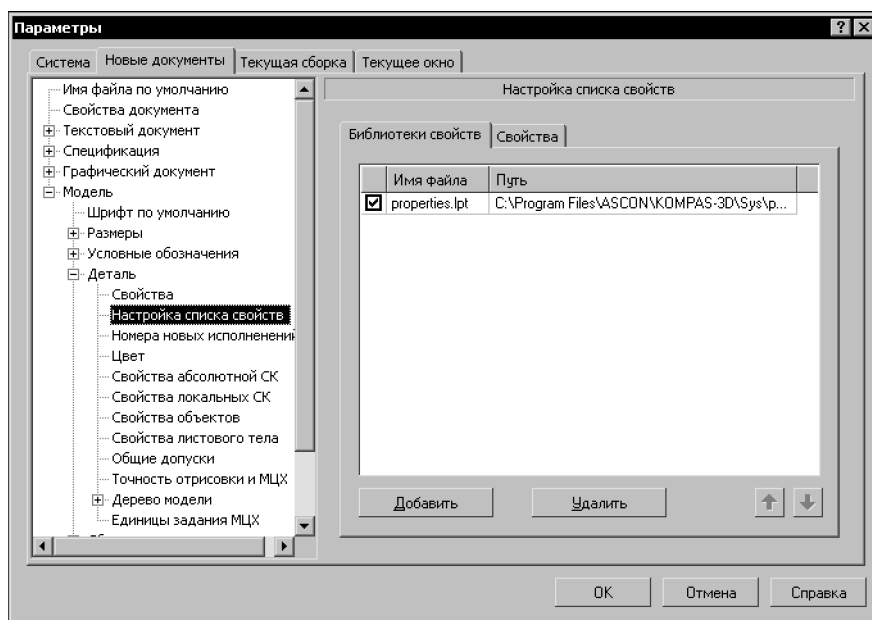 Параметры
Система Новые документы Текущая сборка Текущее окно
Имя файла по умолчанию
Свойства документа
Текстовый документ
Спецификация
Графический документ
Модель
Шрифт по умолчанию
Размеры
Условные обозначения
Деталь
Свойства
Настройка списка свойств
Номера новых исполненений
Цвет
Свойства абсолютной СК
Свойства локальных СК
Свойства объектов
Свойства листового тела
Общие допуски
Точность отрисовки и МЦХ
Дерево модели
Единицы задания МЦХ
Настройка списка свойств
Библиотеки свойств Свойства
Имя файла Путь
properties.lpt C:\Program Files\ASCON\KOMPAS-3D\Sys\p...
Добавить Удалить
OK Отмена Справка